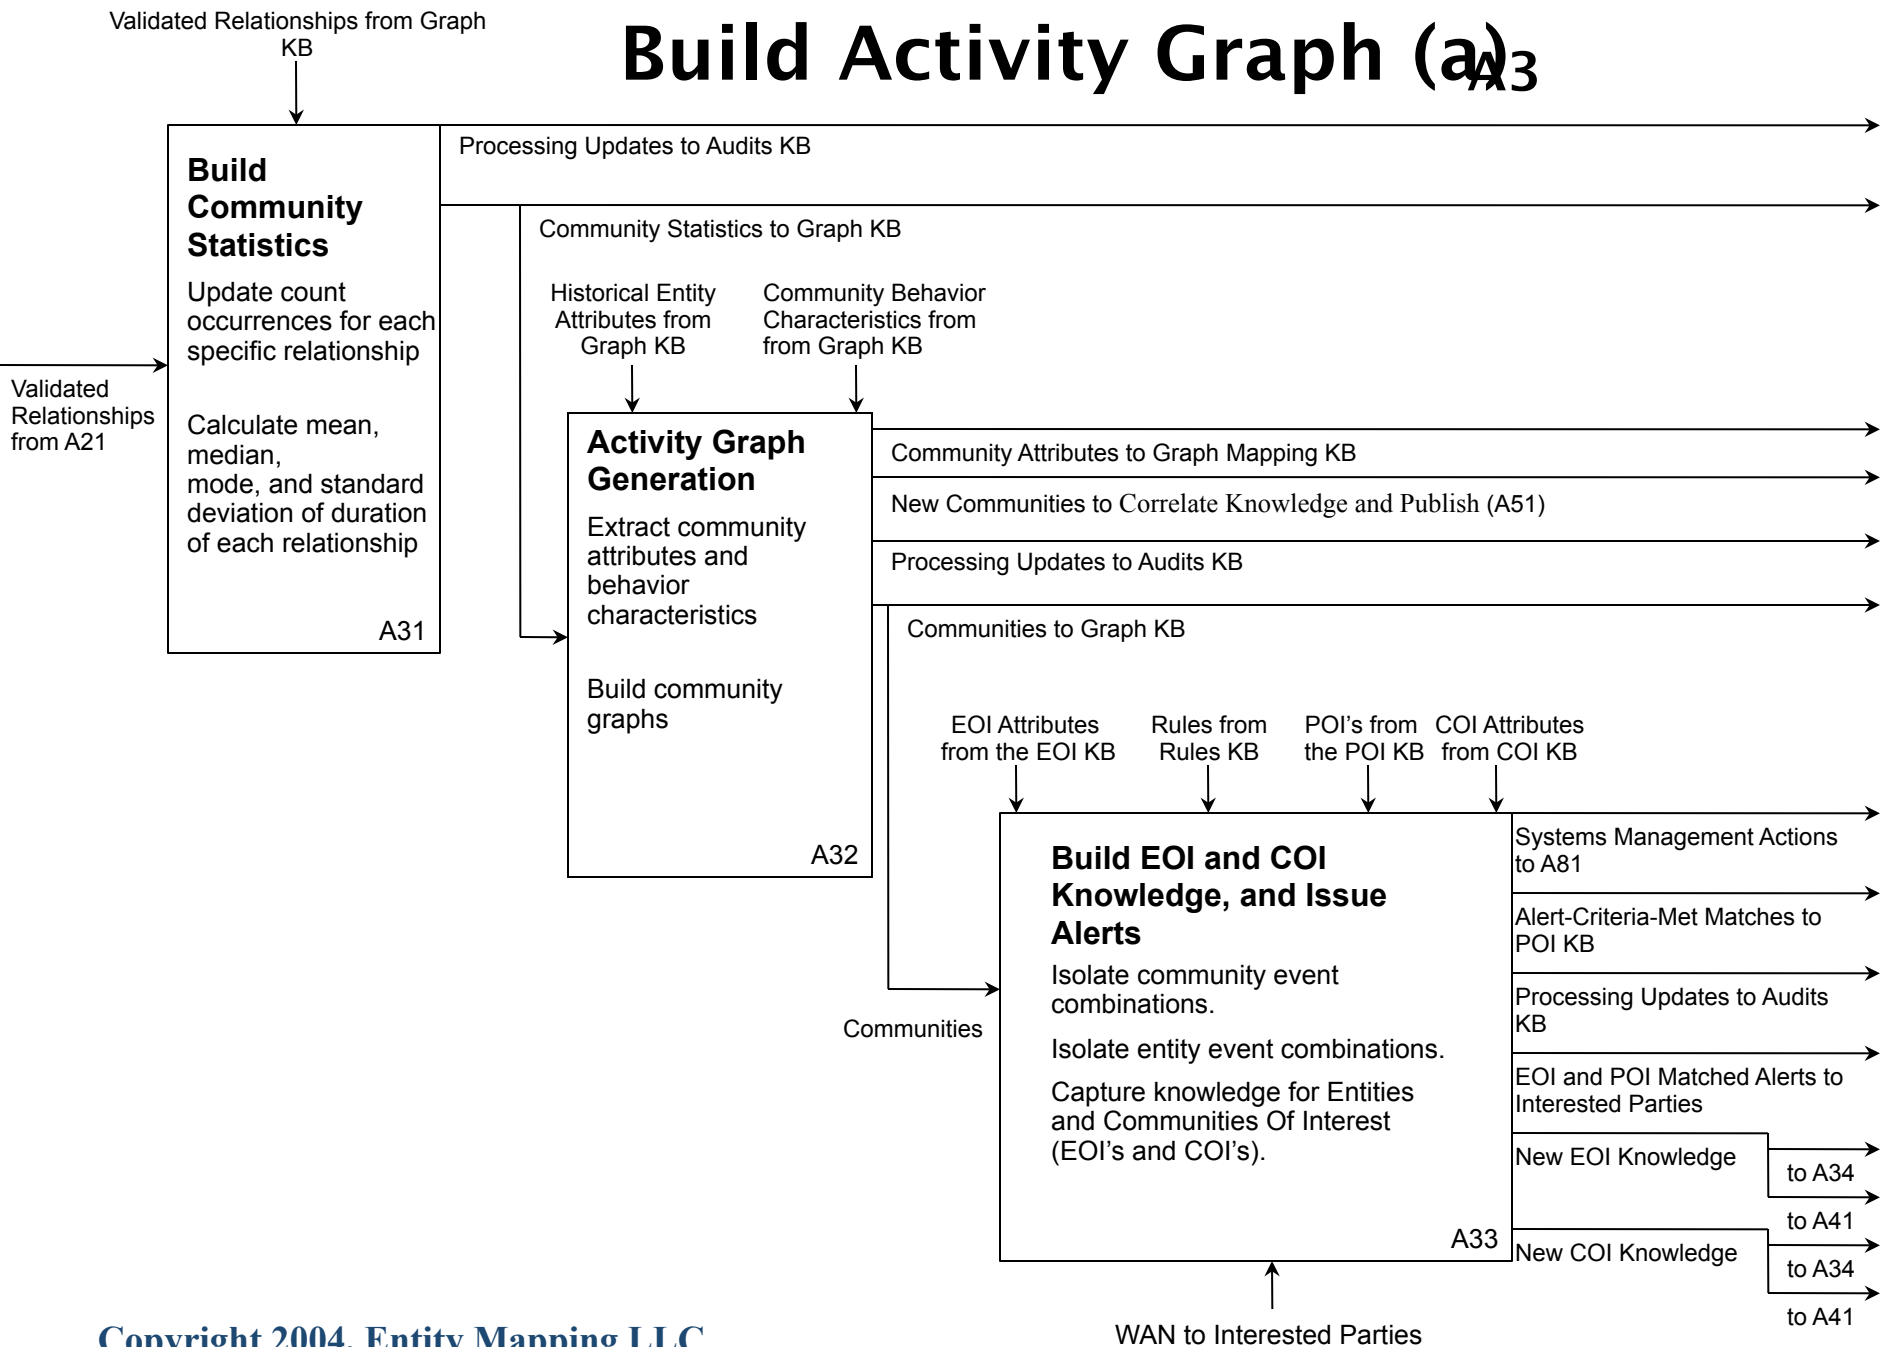 Validated Relationships from Graph
KB
Build Activity Graph (a)
A3
Processing Updates to Audits KB
Build
Community
Statistics
Update count
occurrences for each
specific relationship
Calculate mean,
median,
mode, and standard
deviation of duration
of each relationship
A31
Validated
Relationships
from A21
Community Statistics to Graph KB
Historical Entity
Attributes from
Graph KB
Community Behavior
Characteristics from
from Graph KB
Activity Graph
Generation
Extract community
attributes and
behavior
characteristics
Build community
graphs
A32
Community Attributes to Graph Mapping KB
New Communities to Correlate Knowledge and Publish (A51)
Processing Updates to Audits KB
Communities to Graph KB
EOI Attributes
from the EOI KB
Rules from
Rules KB
POI's from
the POI KB
COI Attributes
from COI KB
Communities
Build EOI and COI
Knowledge, and Issue
Alerts
Isolate community event
combinations.
Isolate entity event combinations.
Capture knowledge for Entities
and Communities Of Interest
(EOI's and COI's).
A33
Systems Management Actions
to A81
Alert-Criteria-Met Matches to
POI KB
Processing Updates to Audits
KB
EOI and POI Matched Alerts to
Interested Parties
New EOI Knowledge
to A34
to A41
New COI Knowledge
to A34
to A41
WAN to Interested Parties
Copyright 2004, Entity Mapping LLC